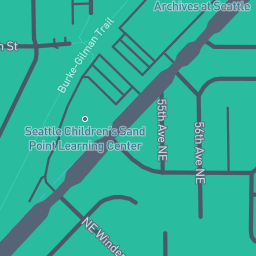 Archives at Seattle
h St
Burke-Gilman Trail
Seattle Children's Sand
Point Learning Center
55th Ave NE
56th Ave NE
NE Winder